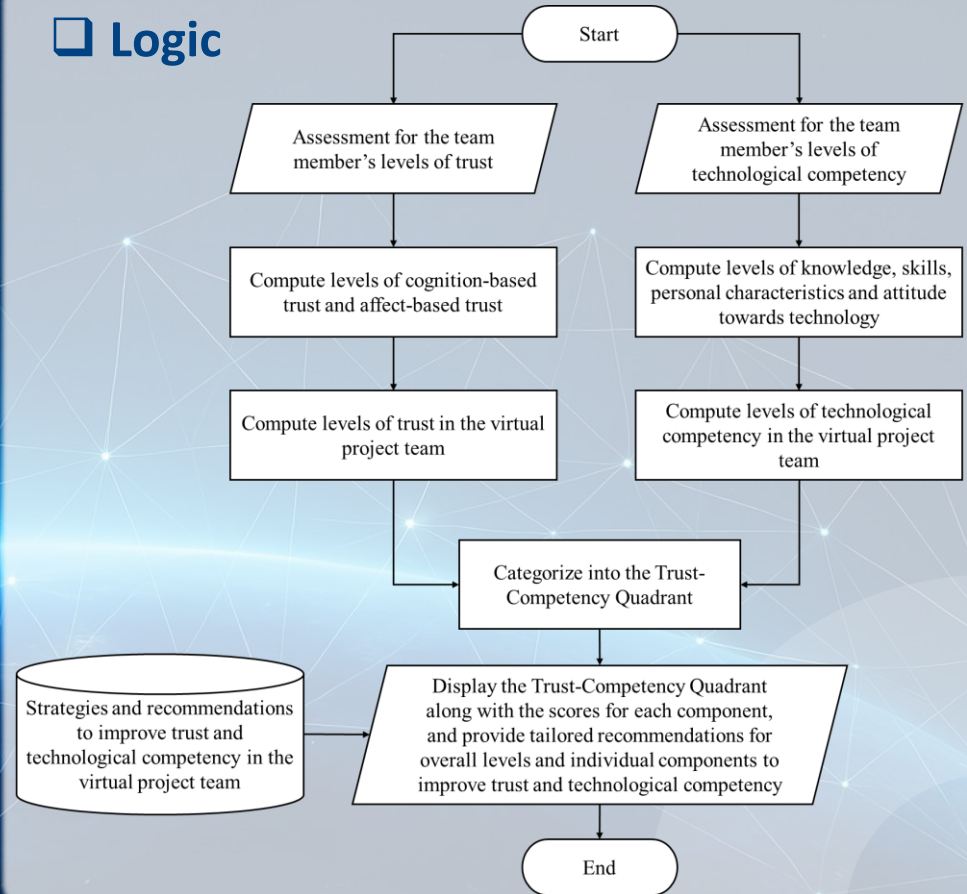 Logic
Start
Assessment for the team
member’s levels of trust
Assessment for the team
member’s levels of
technological competency
Compute levels of cognition-based
trust and affect-based trust
Compute levels of knowledge, skills,
personal characteristics and attitude
towards technology
Compute levels of trust in the virtual
project team
Compute levels of technological
competency in the virtual project
team
Categorize into the Trust-
Competency Quadrant
Strategies and recommendations
to improve trust and
technological competency in the
virtual project team
Display the Trust-Competency Quadrant
along with the scores for each component,
and provide tailored recommendations for
overall levels and individual components to
improve trust and technological competency
End